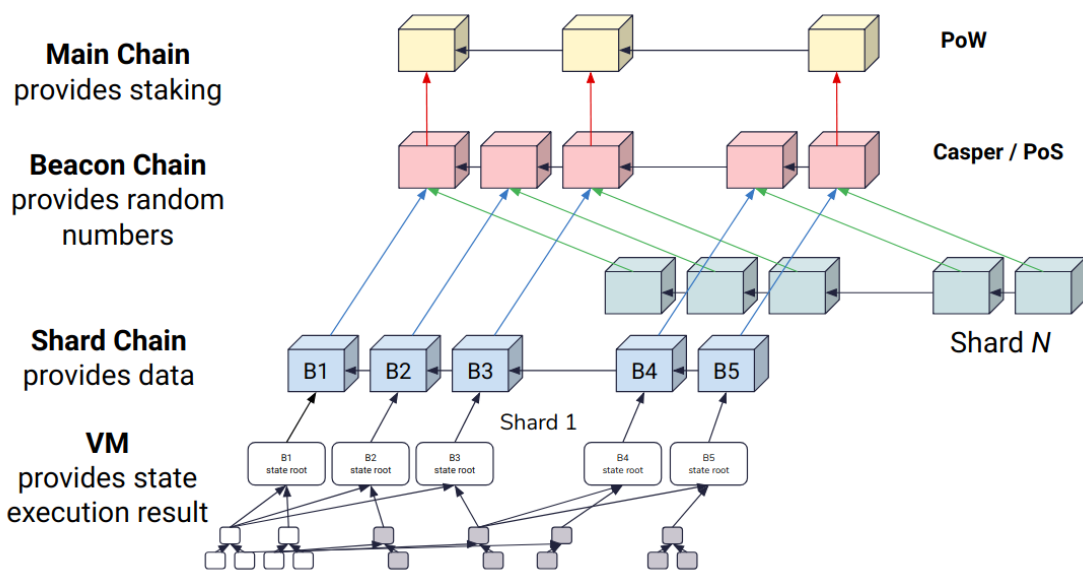 Main Chain
provides staking
PoW
Beacon Chain
provides random
numbers
Casper / PoS
Shard Chain
provides data
B1
B2
B3
B4
B5
Shard N
Shard 1
VM
provides state
execution result
B1
state root
B2
state root
B3
state root
B4
state root
B5
state root